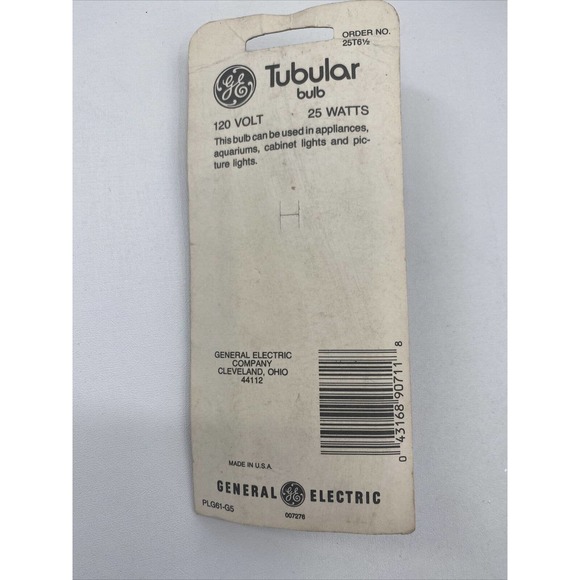 ORDER NO.
25T6½
GE Tubular
bulb
120 VOLT 25 WATTS
This bulb can be used in appliances,
aquariums, cabinet lights and pic-
ture lights.
GENERAL ELECTRIC
COMPANY
CLEVELAND, OHIO
44112
0 43168 90711 8
MADE IN U.S.A.
GENERAL GE ELECTRIC
PLG61-G5
007276